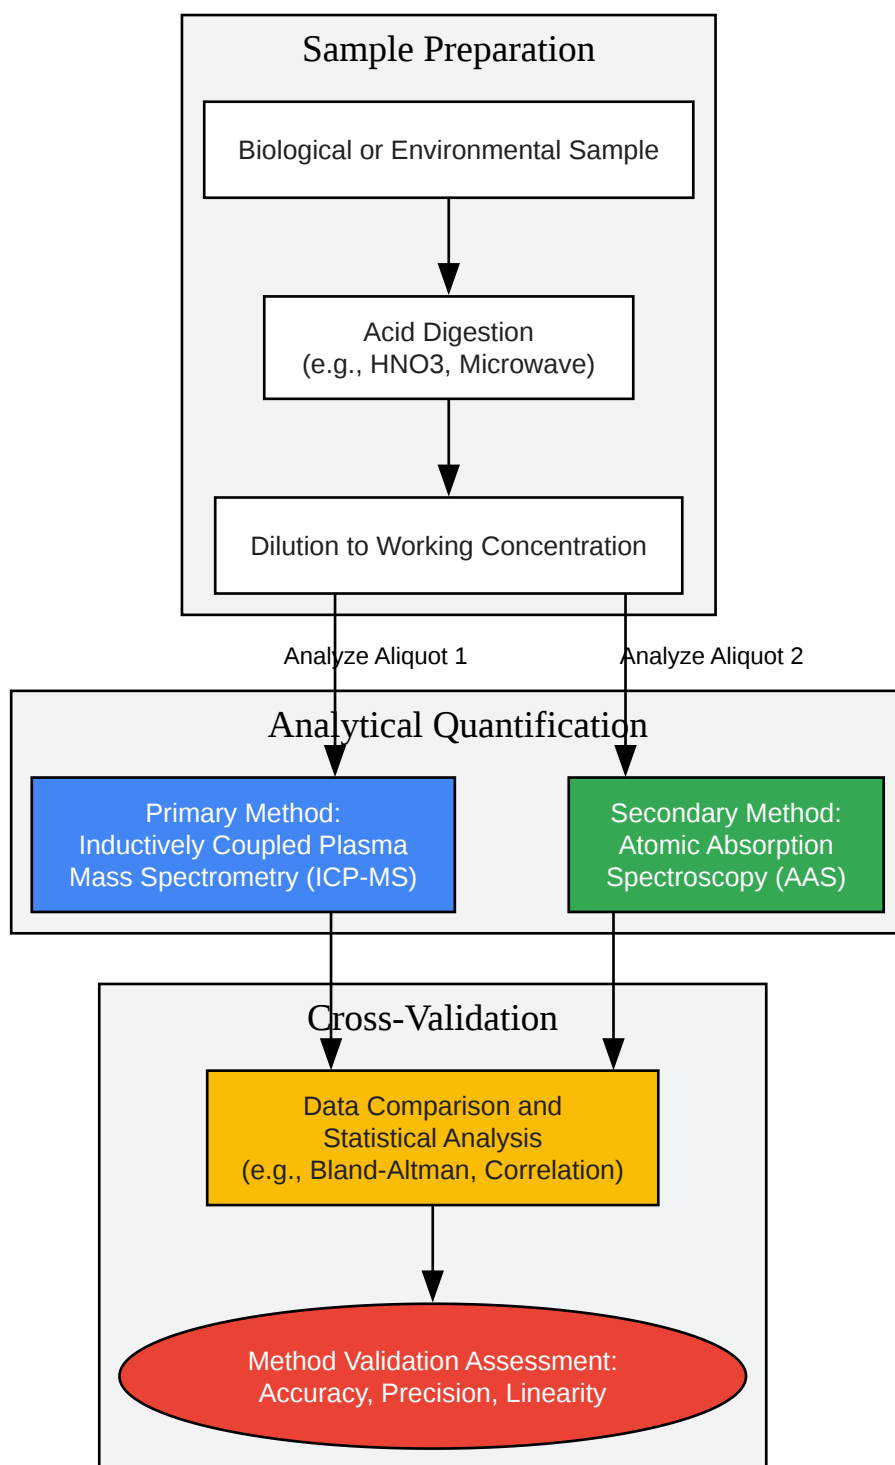 Sample Preparation
Biological or Environmental Sample
Acid Digestion
(e.g., HNO3, Microwave)
Dilution to Working Concentration
Analyze Aliquot 1
Analyze Aliquot 2
Analytical Quantification
Primary Method:
Inductively Coupled Plasma
Mass Spectrometry (ICP-MS)
Secondary Method:
Atomic Absorption
Spectroscopy (AAS)
Cross-Validation
Data Comparison and
Statistical Analysis
(e.g., Bland-Altman, Correlation)
Method Validation Assessment:
Accuracy, Precision, Linearity